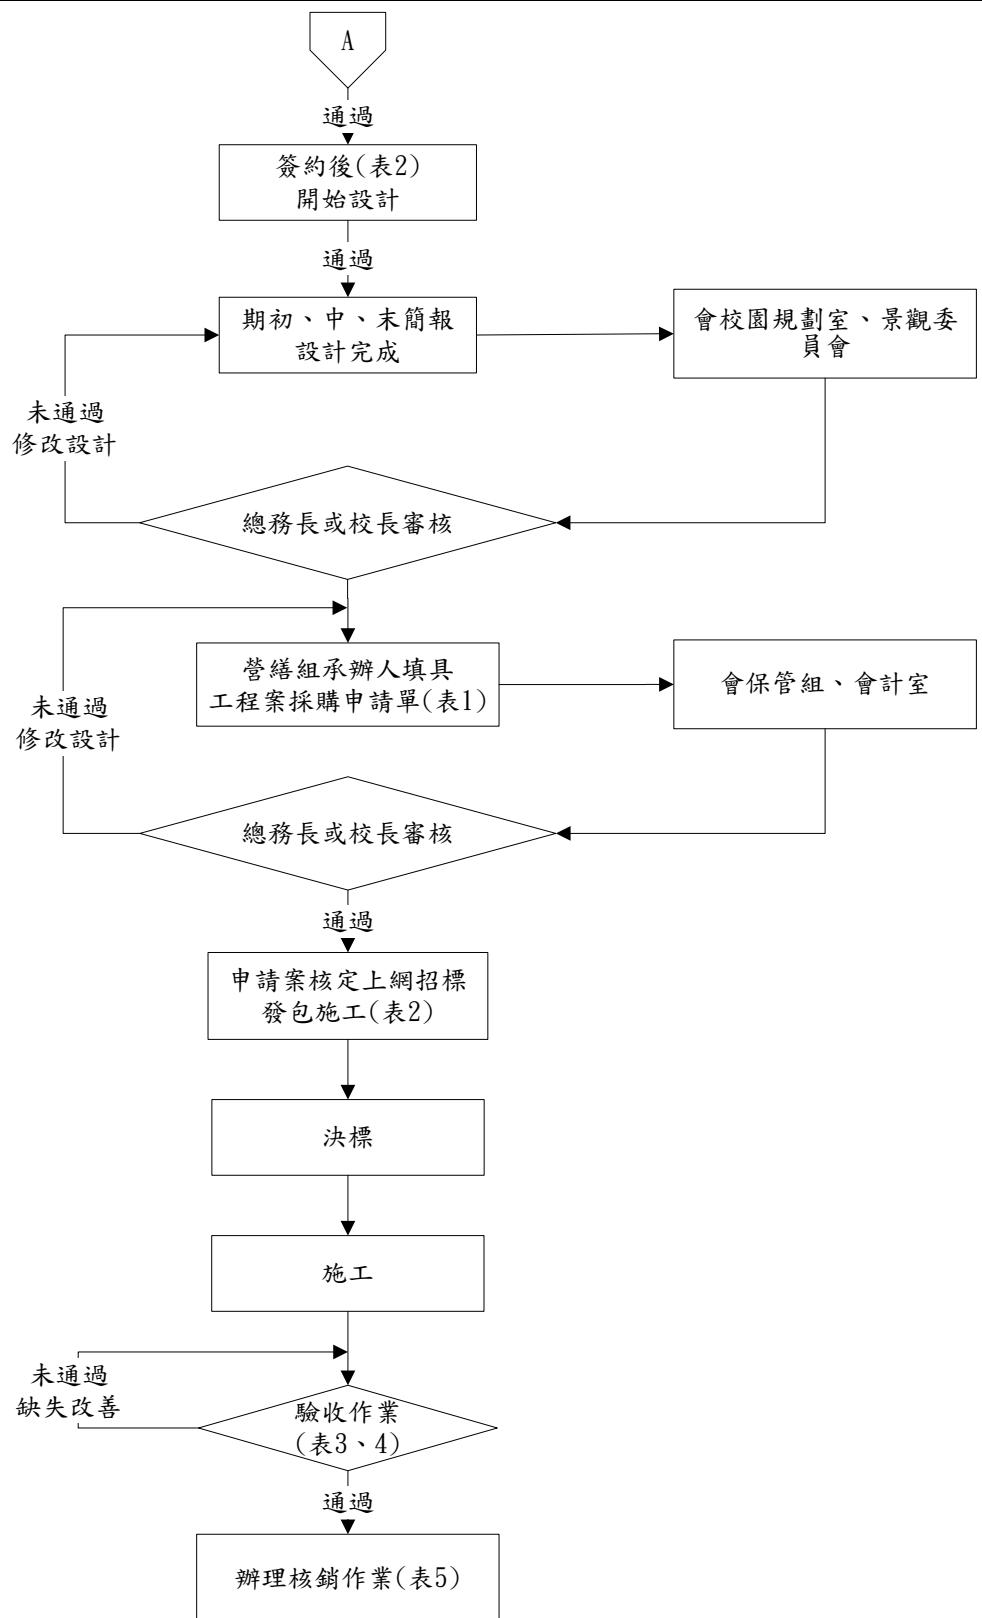 A
通過
簽約後(表2)
開始設計
通過
期初、中、末簡報
設計完成
會校園規劃室、景觀委
員會
未通過
修改設計
總務長或校長審核
營繕組承辦人填具
工程案採購申請單(表1)
會保管組、會計室
未通過
修改設計
總務長或校長審核
通過
申請案核定上網招標
發包施工(表2)
決標
施工
未通過
缺失改善
驗收作業
(表3、4)
通過
辦理核銷作業(表5)